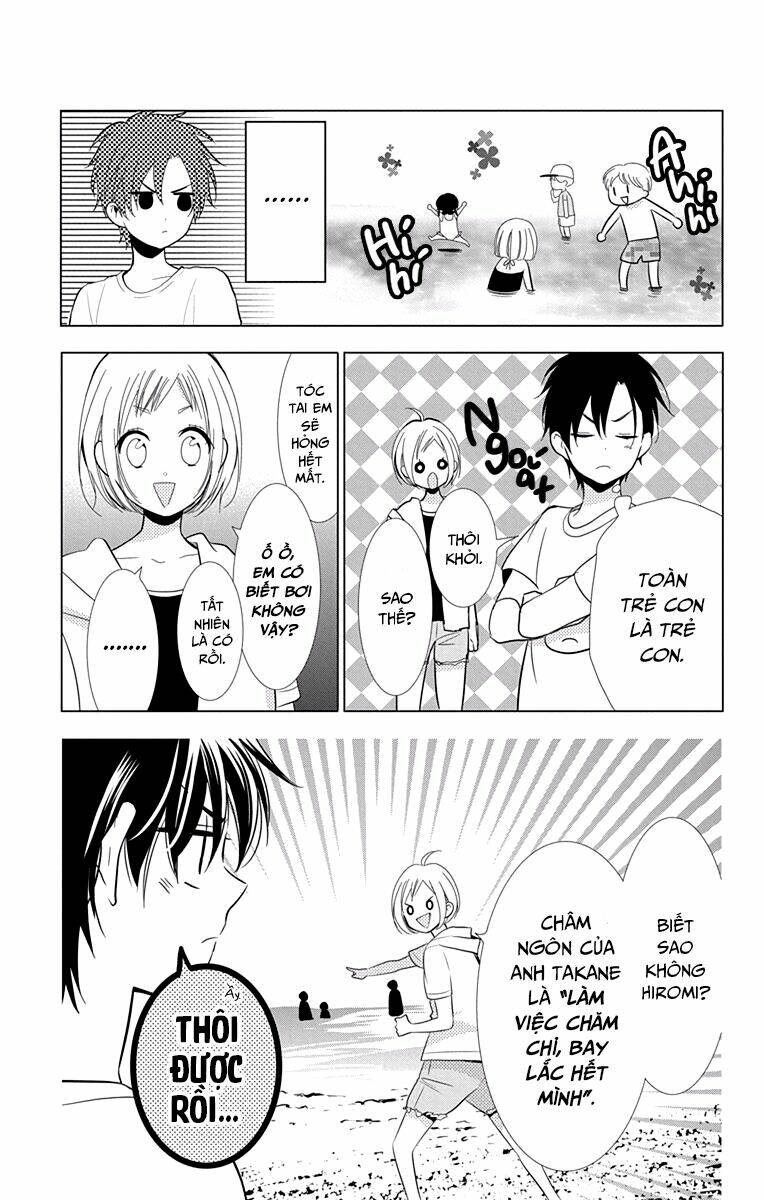 A hi hi
Hí hí
.......
TOÀN
TRẺ CON
LÀ TRẺ
CON.
Ngoái
THÔI
KHỎI.
SAO
THẾ?
TÓC
TAI EM
SẼ
HỎNG
HẾT
MẤT.
Ố Ồ,
EM CÓ
BIẾT BƠI
KHÔNG
VẬY?
TẤT
NHIÊN
LÀ CÓ
RỒI.
........
BIẾT
SAO
KHÔNG
HIROMI?
CHÂM
NGÔN CỦA
ANH TAKANE
LÀ "LÀM
VIỆC CHĂM
CHỈ, BAY
LẮC HẾT
MÌNH".
Ầy
THÔI
ĐƯỢC
RỒI...